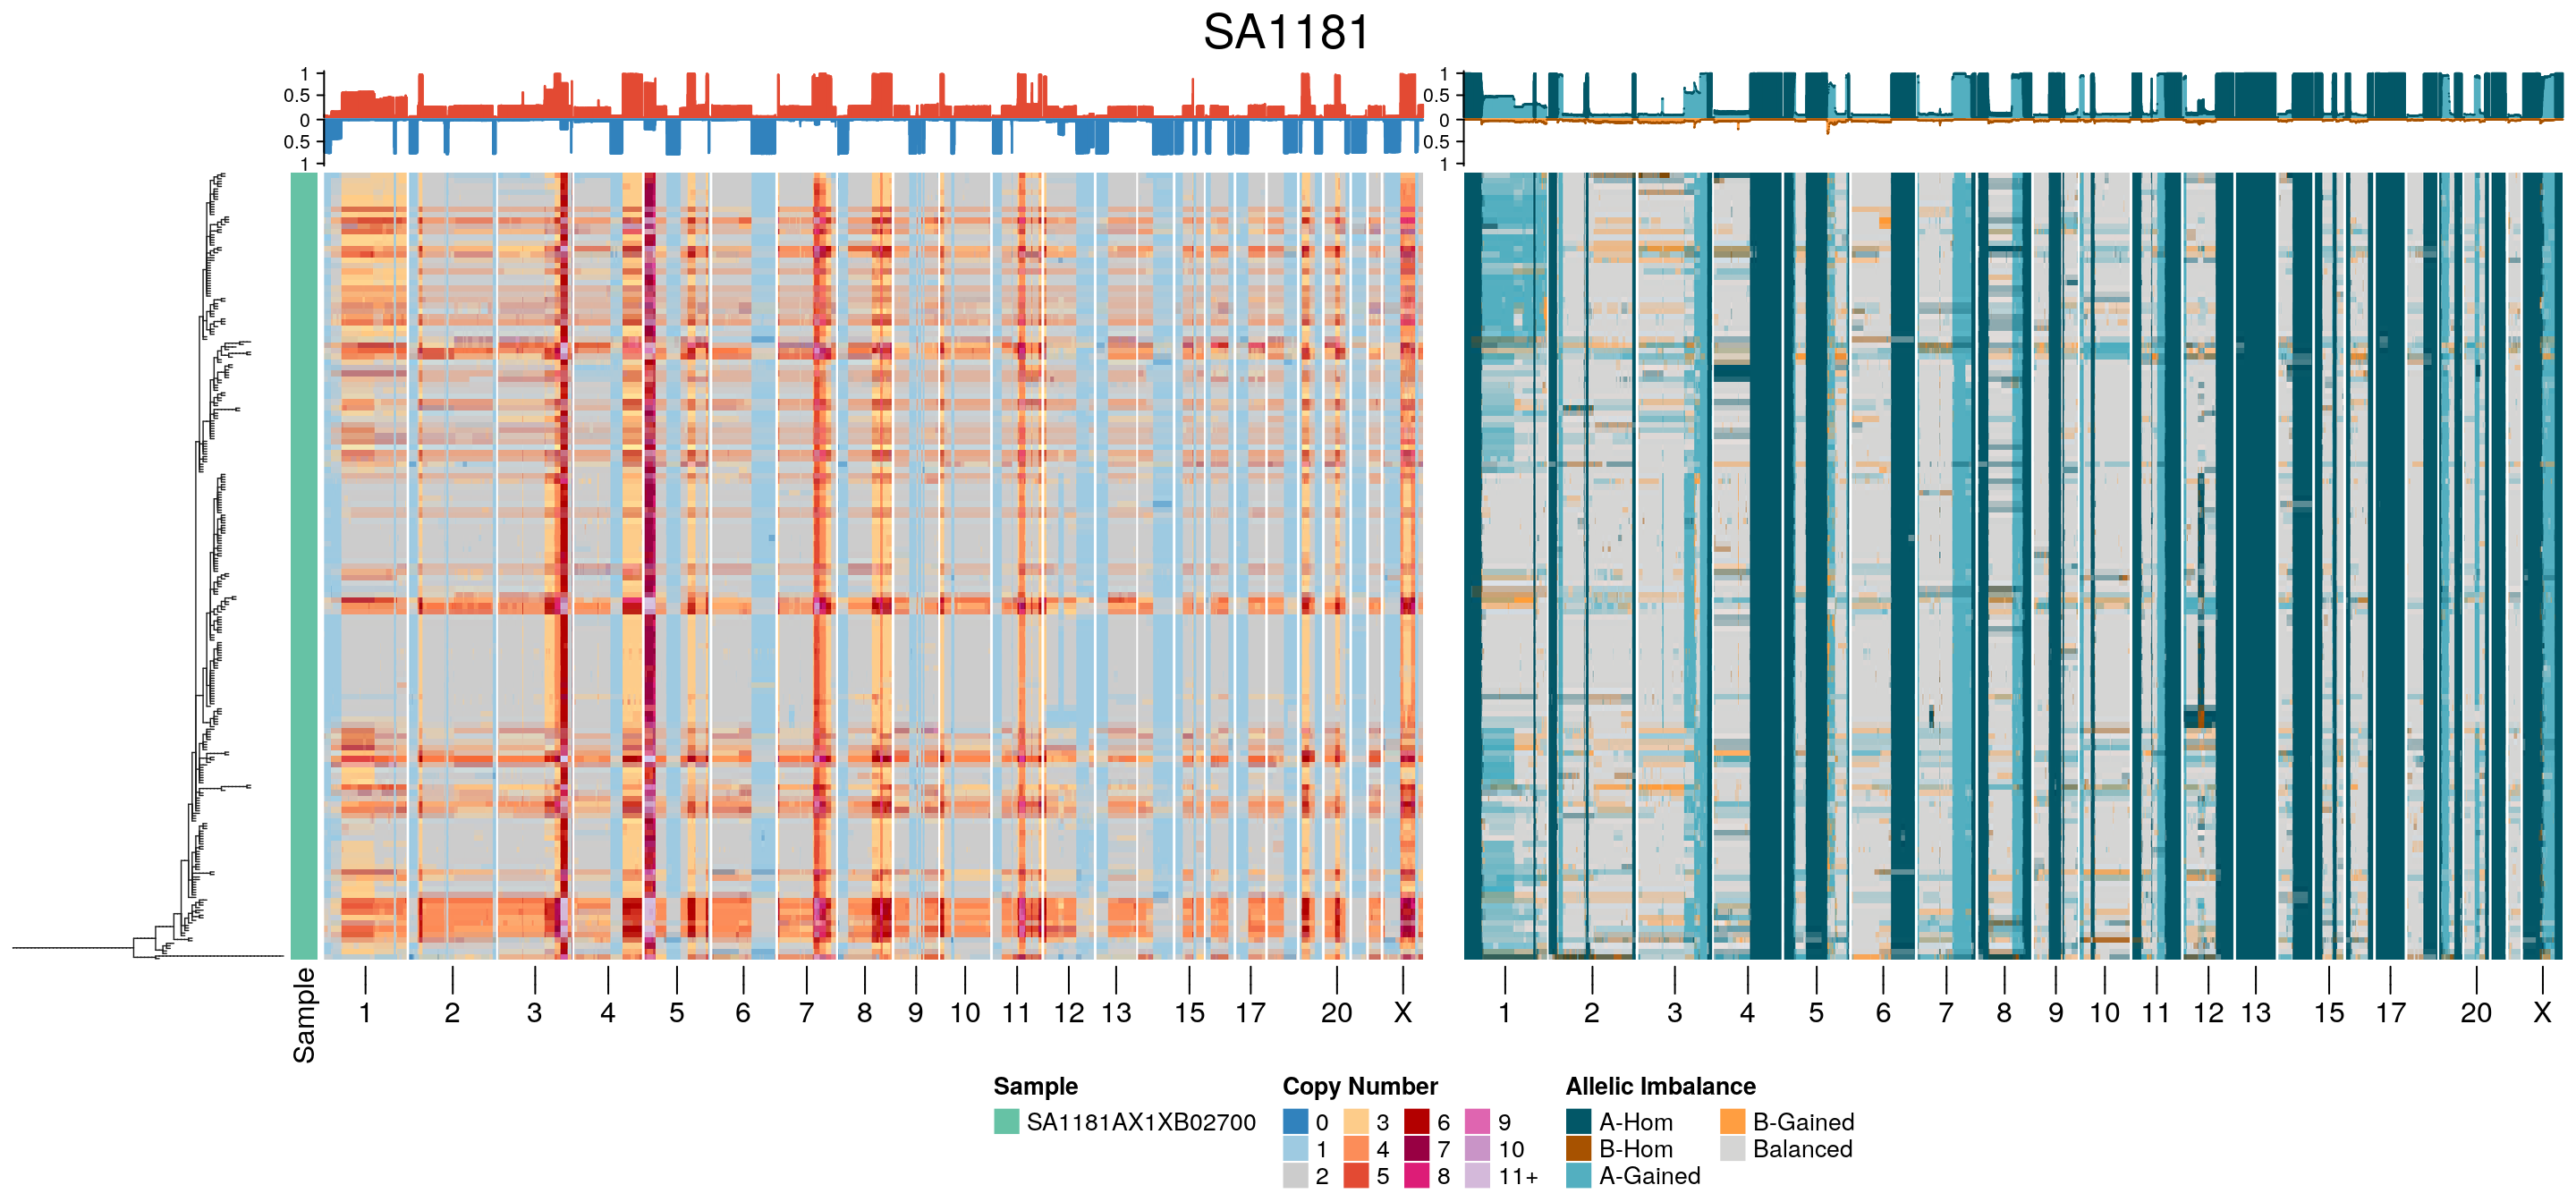 SA1181
1
0.5
0
0.5
1
1
0.5
0
0.5
1
Sample
1 2 3 4 5 6 7 8 9 10 11 12 13 15 17 20 X
1 2 3 4 5 6 7 8 9 10 11 12 13 15 17 20 X
Sample
SA1181AX1XB02700
Copy Number
0 3 6 9
1 4 7 10
2 5 8 11+
Allelic Imbalance
A-Hom B-Gained
B-Hom Balanced
A-Gained